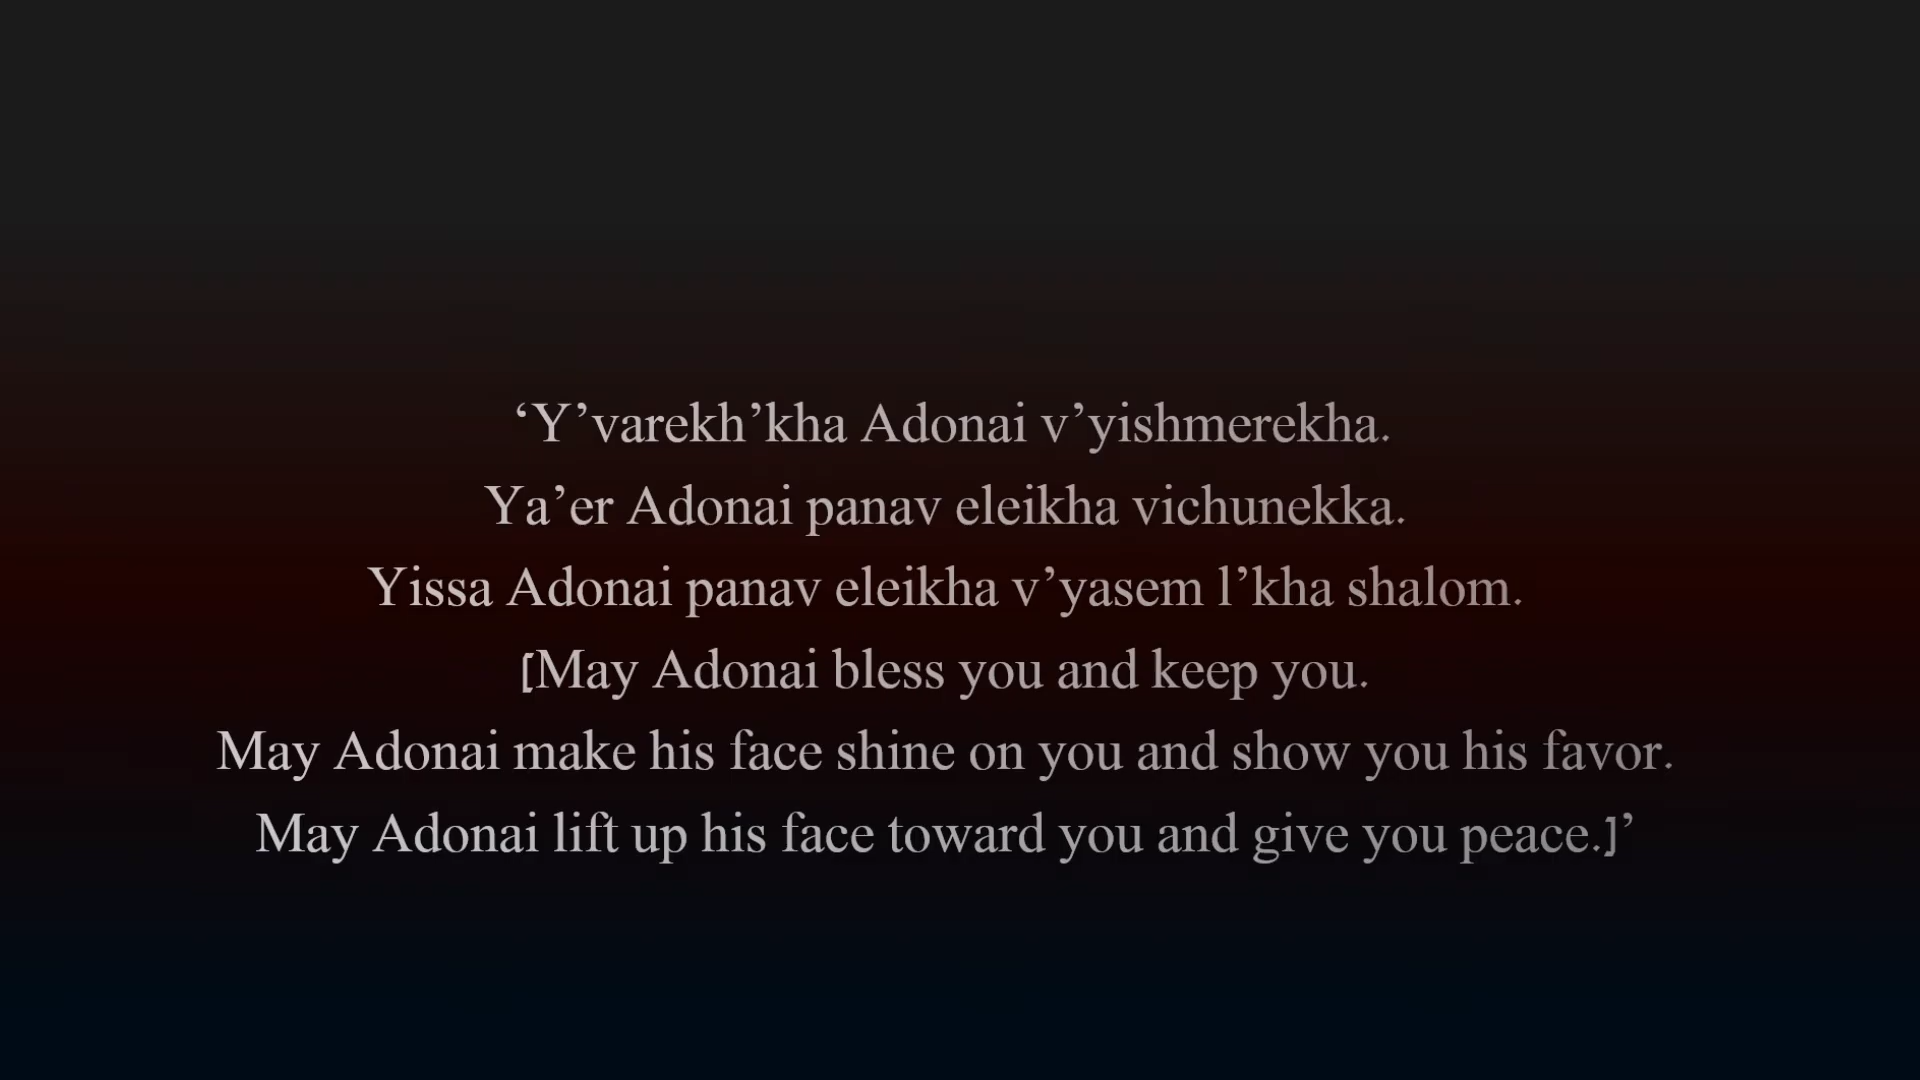 ‘Y’varekh’kha Adonai v’yishmerekha.
Ya’er Adonai panav eleikha vichunekka.
Yissa Adonai panav eleikha v’yasem l’kha shalom.
[May Adonai bless you and keep you.
May Adonai make his face shine on you and show you his favor.
May Adonai lift up his face toward you and give you peace.]’